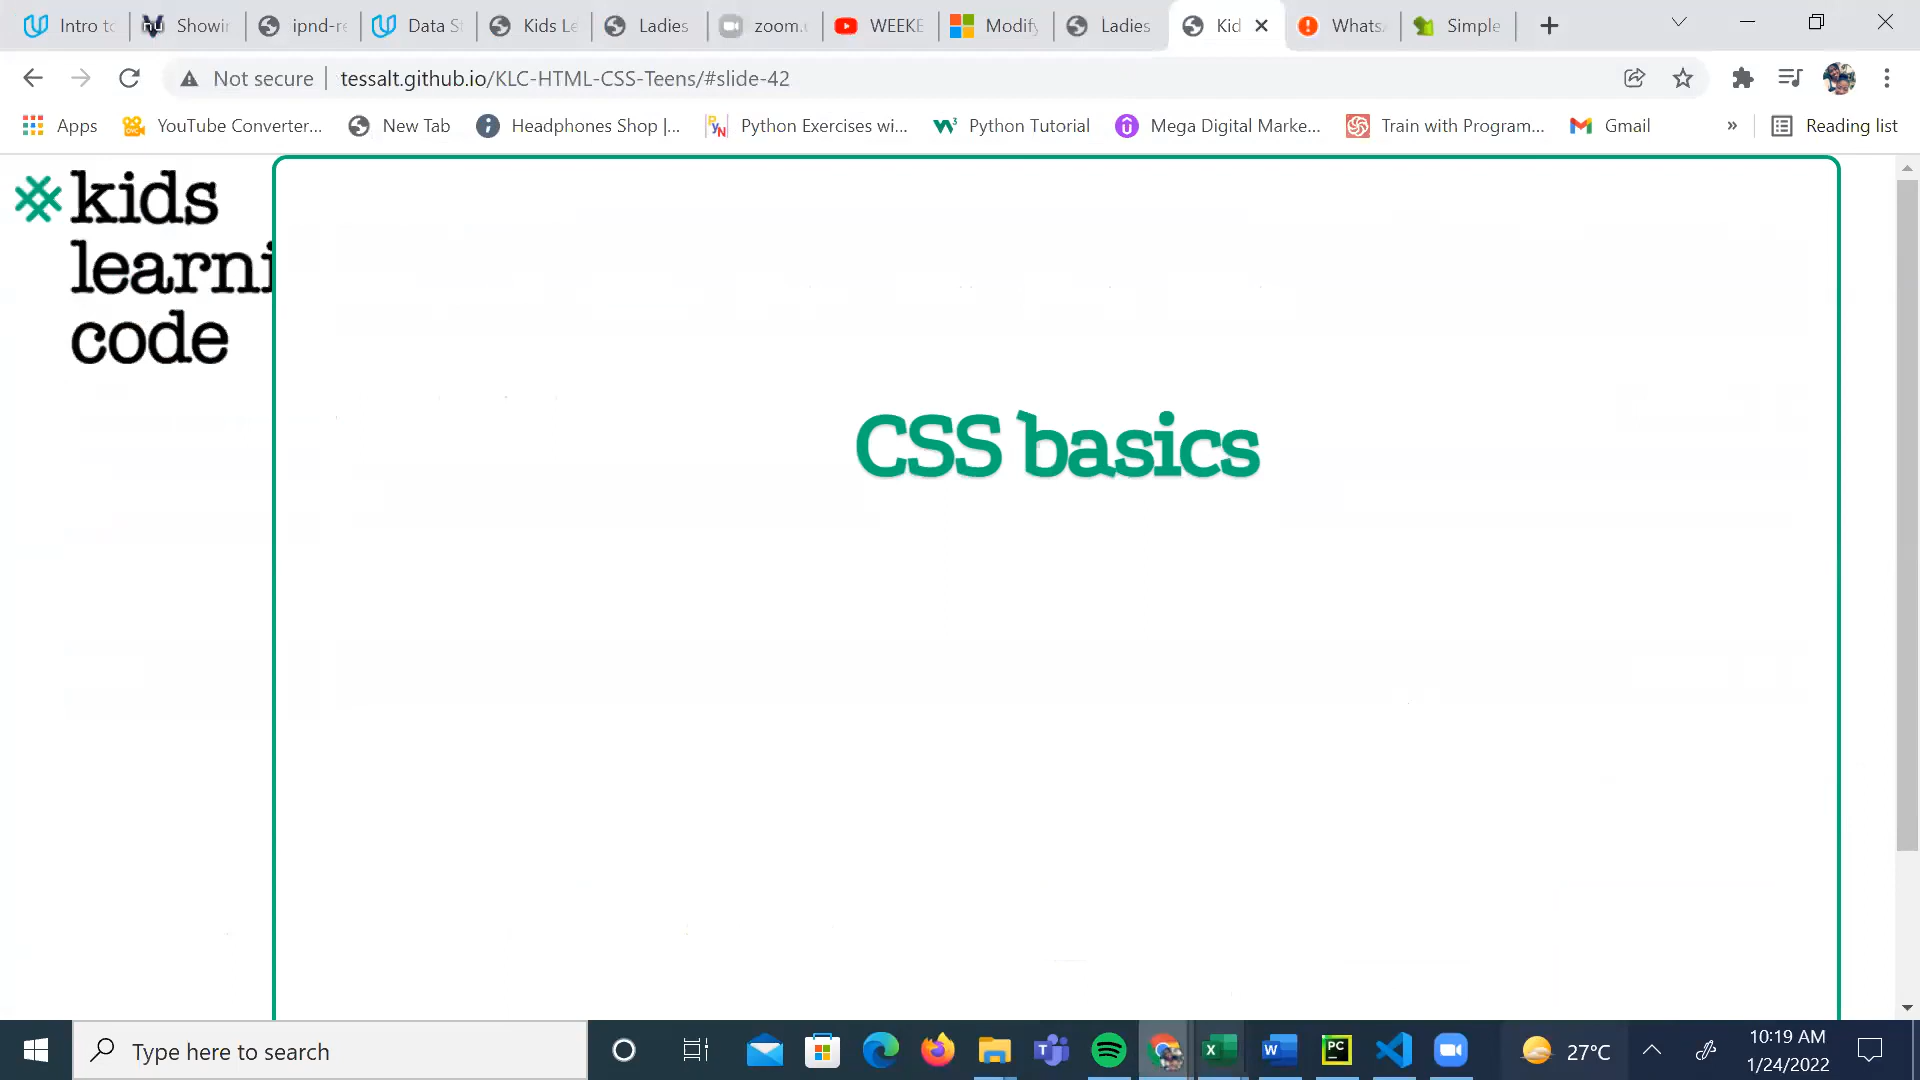 Intro to
Showin
ipnd-re
Data St
Kids Le
Ladies
zoom.
WEEKE
Modify
Ladies
Kid
Whats
Simple
Not secure
tessalt.github.io/KLC-HTML-CSS-Teens/#slide-42
Apps
YouTube Converter...
New Tab
Headphones Shop |...
Python Exercises wi...
Python Tutorial
Mega Digital Marke...
Train with Program...
Gmail
»
Reading list
kids
learni
code
CSS basics
Type here to search
27°C
10:19 AM
1/24/2022